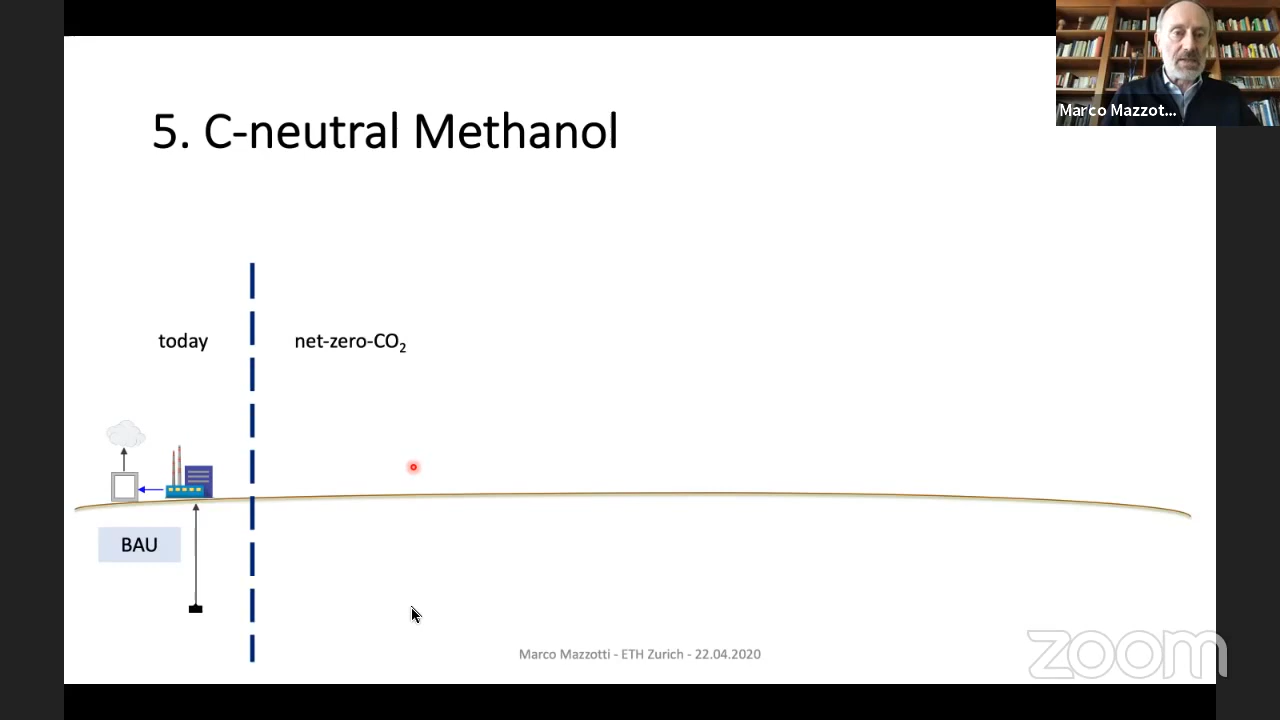 Marco Mazzot...
5. C-neutral Methanol
today
net-zero-CO₂
BAU
Marco Mazzotti - ETH Zurich - 22.04.2020
zoom